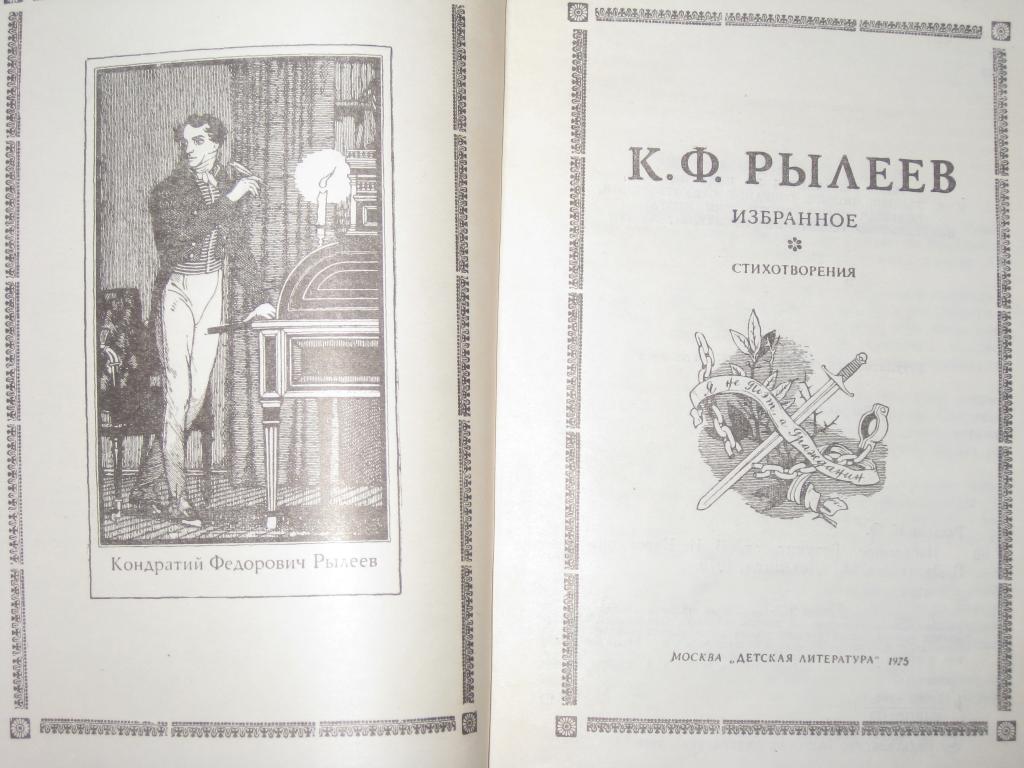 Кондратий Федорович Рылеев
К. Ф. РЫЛЕЕВ
ИЗБРАННОЕ
СТИХОТВОРЕНИЯ
Я не Поэт, а Гражданин
МОСКВА „ДЕТСКАЯ ЛИТЕРАТУРА" 1975